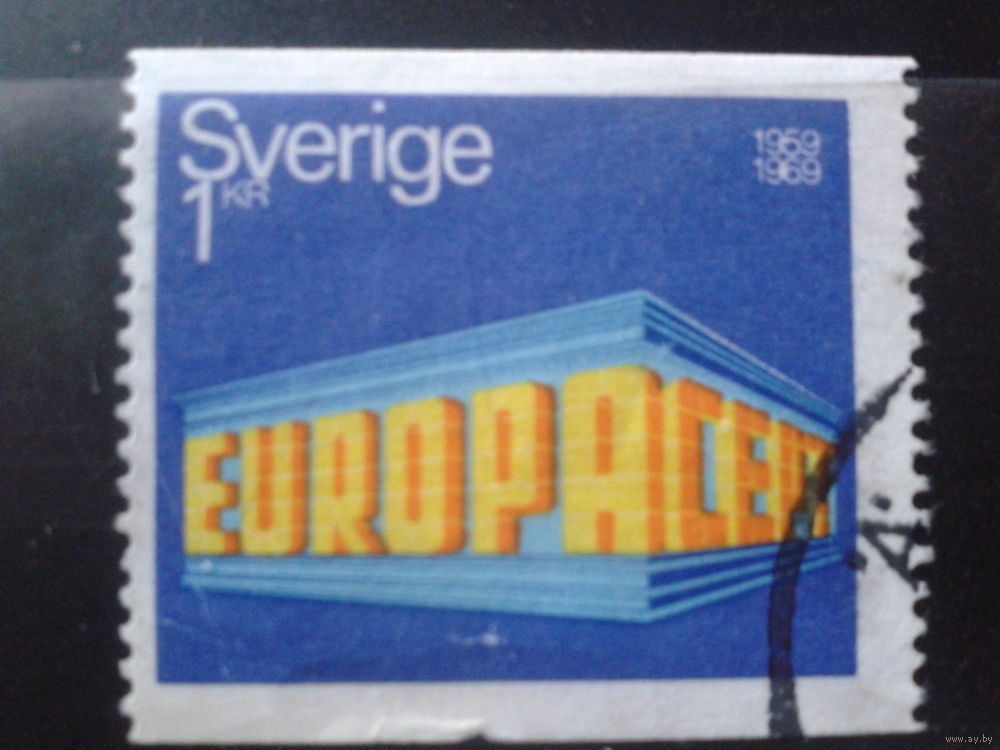 Sverige
1 KR
1959
1969
EUROPA CEPT
A.
www.ay.by